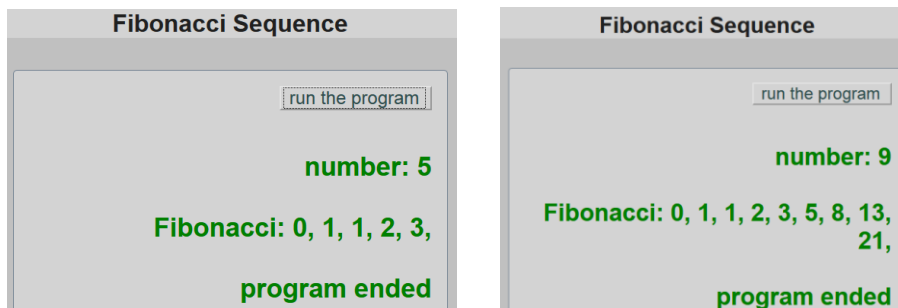 Fibonacci Sequence
run the program
number: 5
Fibonacci: 0, 1, 1, 2, 3,
program ended
Fibonacci Sequence
run the program
number: 9
Fibonacci: 0, 1, 1, 2, 3, 5, 8, 13,
21,
program ended